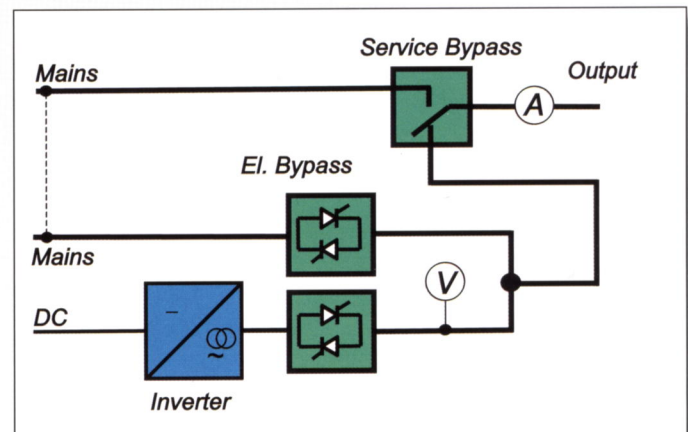 Service Bypass
Mains
Output
A
El. Bypass
Mains
V
DC
Inverter